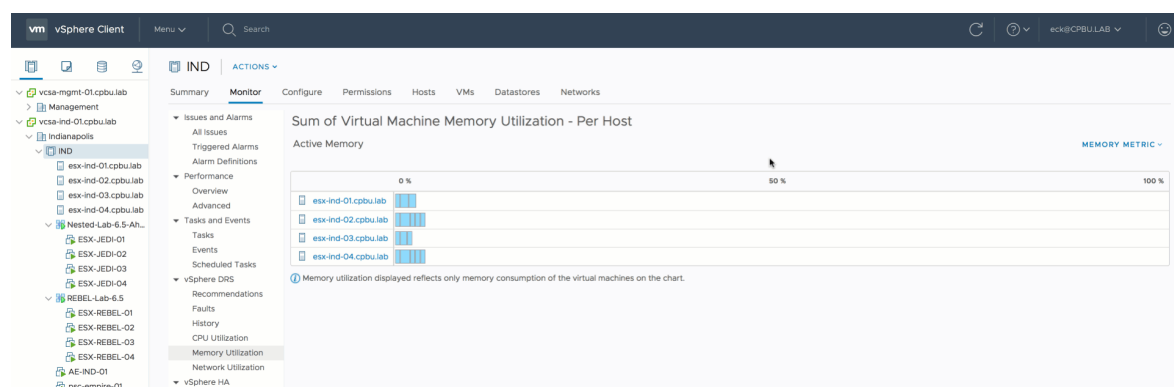 vm vSphere Client Menu Search eck@CPBU.LAB
IND ACTIONS
Summary Monitor Configure Permissions Hosts VMs Datastores Networks
vcsa-mgmt-01.cpbu.lab
Management
vcsa-ind-01.cpbu.lab
Indianapolis
IND
esx-ind-01.cpbu.lab
esx-ind-02.cpbu.lab
esx-ind-03.cpbu.lab
esx-ind-04.cpbu.lab
Nested-Lab-6.5-Ah...
ESX-JEDI-01
ESX-JEDI-02
ESX-JEDI-03
ESX-JEDI-04
REBEL-Lab-6.5
ESX-REBEL-01
ESX-REBEL-02
ESX-REBEL-03
ESX-REBEL-04
AE-IND-01
psc-empire-01
Issues and Alarms
All Issues
Triggered Alarms
Alarm Definitions
Performance
Overview
Advanced
Tasks and Events
Tasks
Events
Scheduled Tasks
vSphere DRS
Recommendations
Faults
History
CPU Utilization
Memory Utilization
Network Utilization
vSphere HA
Sum of Virtual Machine Memory Utilization - Per Host
Active Memory MEMORY METRIC
0 % 50 % 100 %
esx-ind-01.cpbu.lab
esx-ind-02.cpbu.lab
esx-ind-03.cpbu.lab
esx-ind-04.cpbu.lab
Memory utilization displayed reflects only memory consumption of the virtual machines on the chart.